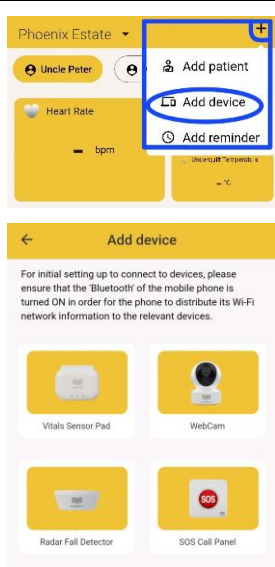 Phoenix Estate
+
Uncle Peter
Add patient
Add device
Add reminder
Heart Rate
bpm
Underquilt Temperature
°C
Add device
For initial setting up to connect to devices, please
ensure that the 'Bluetooth' of the mobile phone is
turned ON in order for the phone to distribute its Wi-Fi
network information to the relevant devices.
Vitals Sensor Pad
WebCam
SOS
Radar Fall Detector
SOS Call Panel